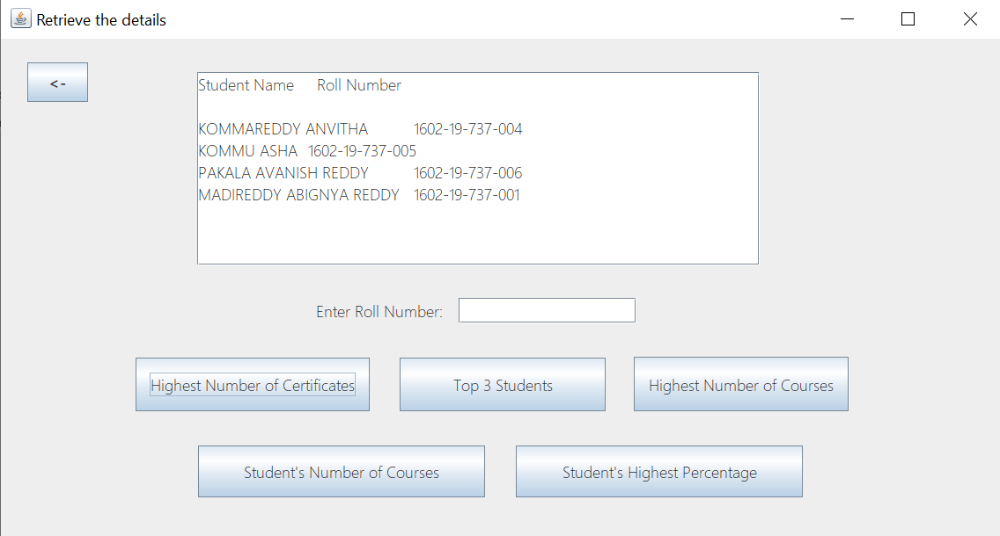 Retrieve the details
<-
Student Name Roll Number
KOMMAREDDY ANVITHA 1602-19-737-004
KOMMU ASHA 1602-19-737-005
PAKALA AVANISH REDDY 1602-19-737-006
MADIREDDY ABIGNYA REDDY 1602-19-737-001
Enter Roll Number:
Highest Number of Certificates
Top 3 Students
Highest Number of Courses
Student's Number of Courses
Student's Highest Percentage